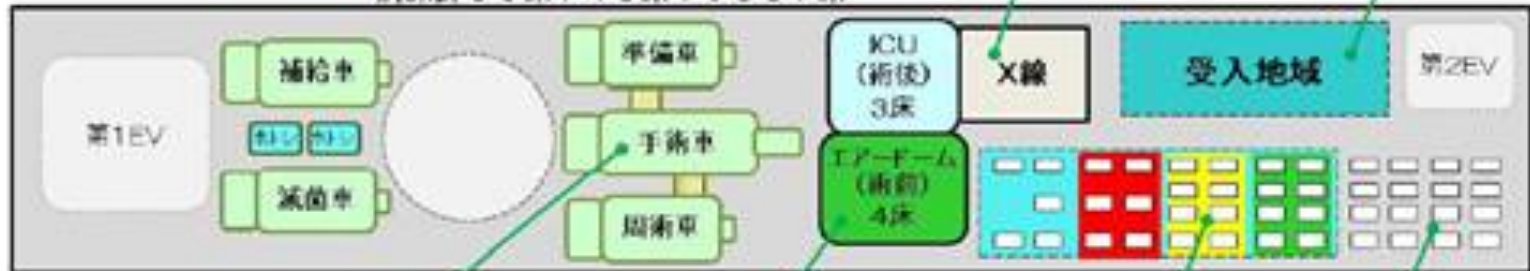 第1EV
補給車
滅菌車
準備車
手術車
周術車
ICU
(術後)
3床
エアードーム
(術前)
4床
X線
受入地域
第2EV